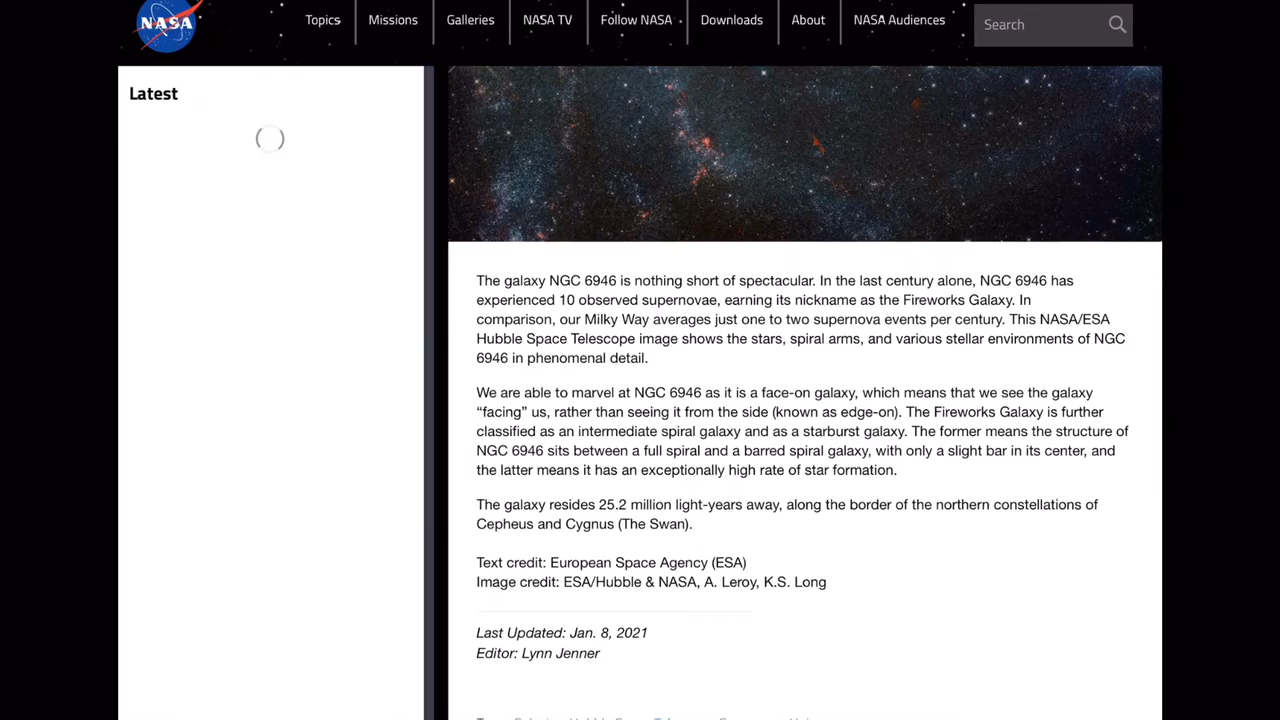 NASA
Topics
Missions
Galleries
NASA TV
Follow NASA
Downloads
About
NASA Audiences
Search
Latest
The galaxy NGC 6946 is nothing short of spectacular. In the last century alone, NGC 6946 has
experienced 10 observed supernovae, earning its nickname as the Fireworks Galaxy. In
comparison, our Milky Way averages just one to two supernova events per century. This NASA/ESA
Hubble Space Telescope image shows the stars, spiral arms, and various stellar environments of NGC
6946 in phenomenal detail.
We are able to marvel at NGC 6946 as it is a face-on galaxy, which means that we see the galaxy
“facing” us, rather than seeing it from the side (known as edge-on). The Fireworks Galaxy is further
classified as an intermediate spiral galaxy and as a starburst galaxy. The former means the structure of
NGC 6946 sits between a full spiral and a barred spiral galaxy, with only a slight bar in its center, and
the latter means it has an exceptionally high rate of star formation.
The galaxy resides 25.2 million light-years away, along the border of the northern constellations of
Cepheus and Cygnus (The Swan).
Text credit: European Space Agency (ESA)
Image credit: ESA/Hubble & NASA, A. Leroy, K.S. Long
Last Updated: Jan. 8, 2021
Editor: Lynn Jenner